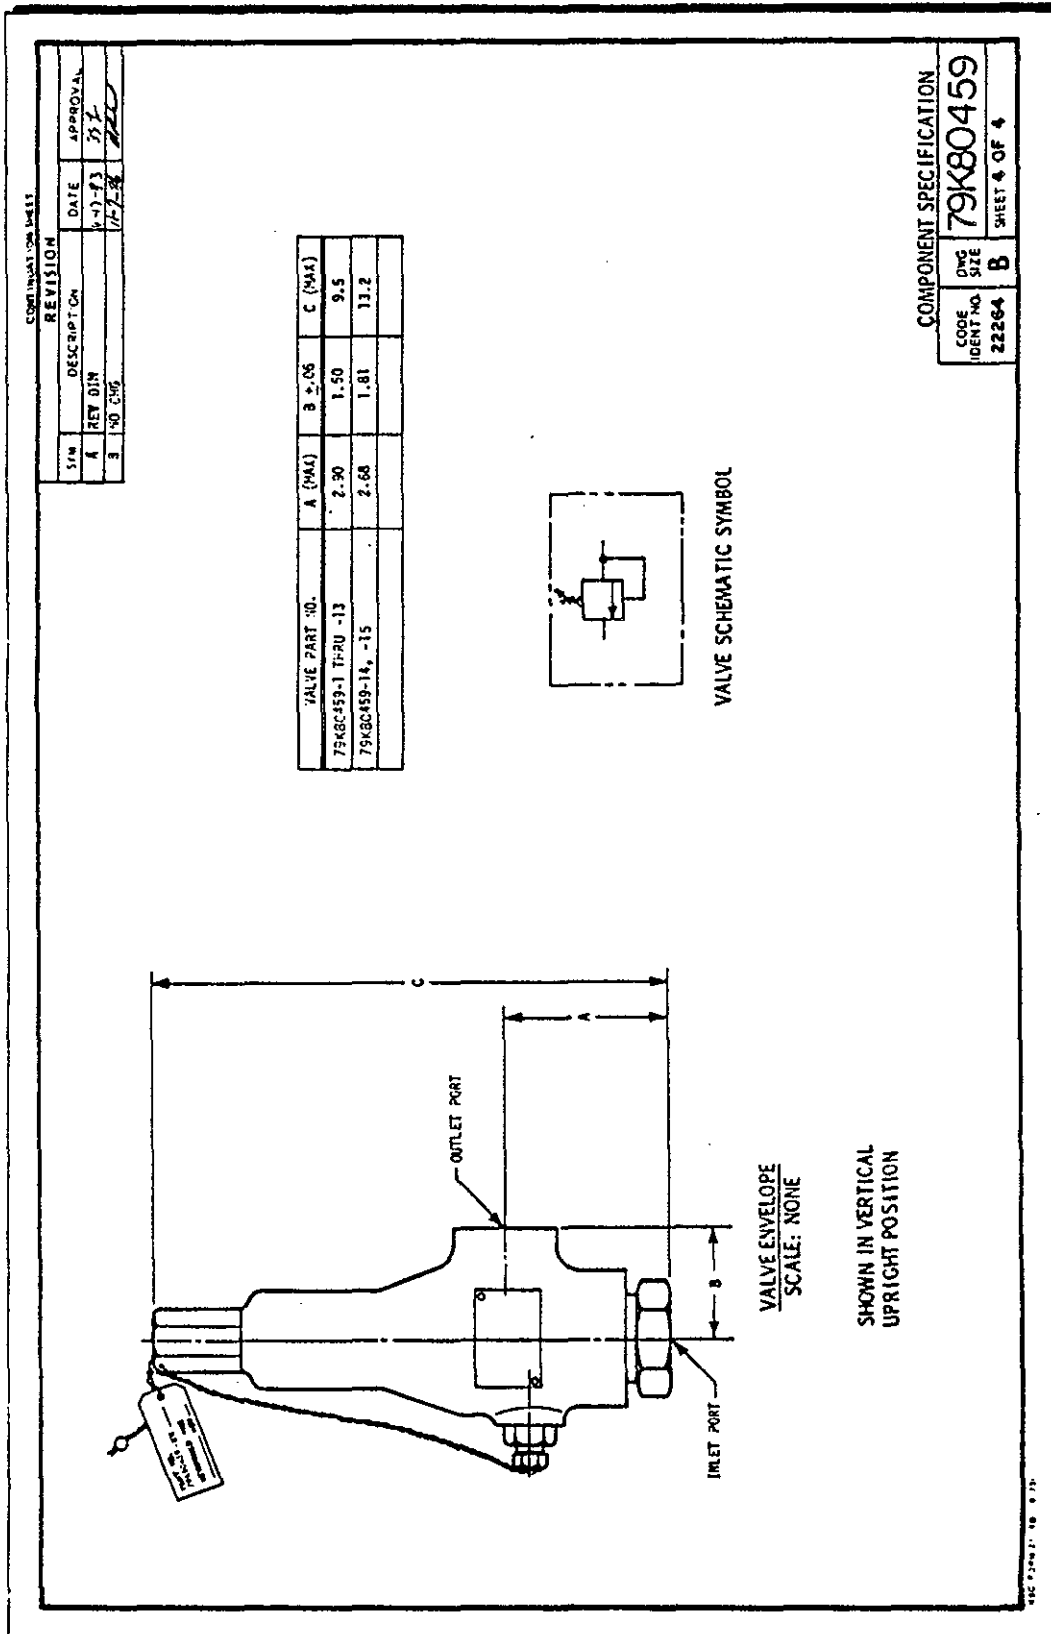 CONTINUATION SHEET
REVISION
SYM DESCRIPTION DATE APPROVAL
A REV DIM
B NO CHG
VALVE PART NO. A (MAX) B ±.06 C (MAX)
79K80459-1 THRU -13 2.90 1.50 9.5
79K80459-14, -15 2.68 1.81 13.2
VALVE SCHEMATIC SYMBOL
C
A
B
OUTLET PORT
INLET PORT
VALVE ENVELOPE
SCALE: NONE
SHOWN IN VERTICAL
UPRIGHT POSITION
COMPONENT SPECIFICATION
CODE IDENT NO.
22264
DWG SIZE
B
79K80459
SHEET 4 OF 4